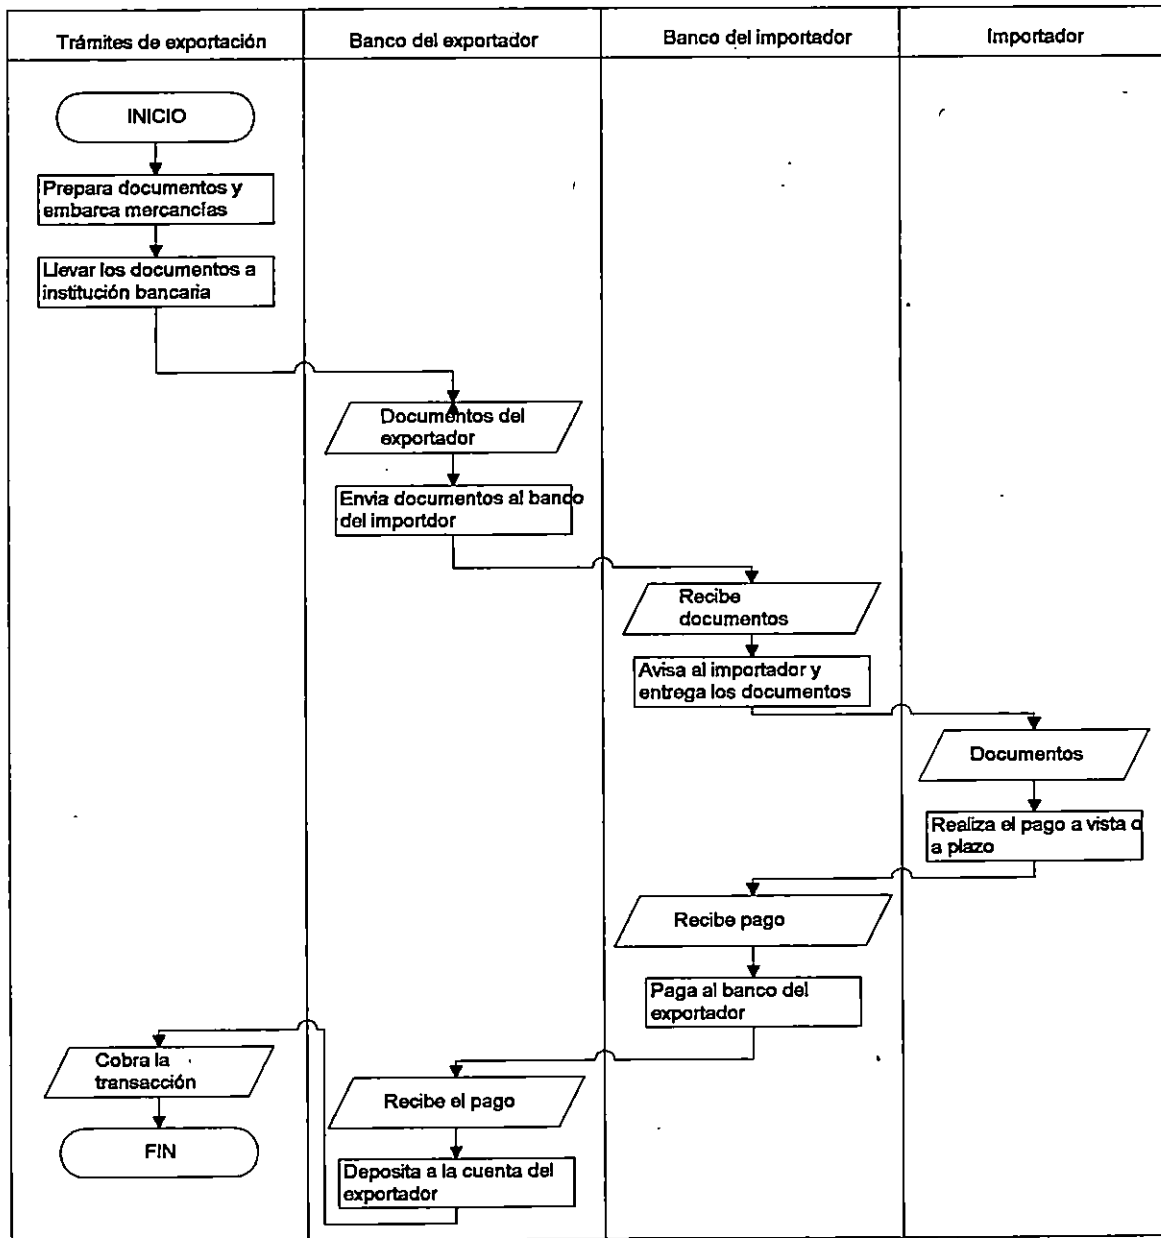 Trámites de exportación
Banco del exportador
Banco del importador
Importador
INICIO
Prepara documentos y
embarca mercancías
Llevar los documentos a
institución bancaria
Documentos del
exportador
Envia documentos al banco
del importdor
Recibe
documentos
Avisa al importador y
entrega los documentos
Documentos
Realiza el pago a vista o
a plazo
Recibe pago
Paga al banco del
exportador
Recibe el pago
Deposita a la cuenta del
exportador
Cobra la
transacción
FIN